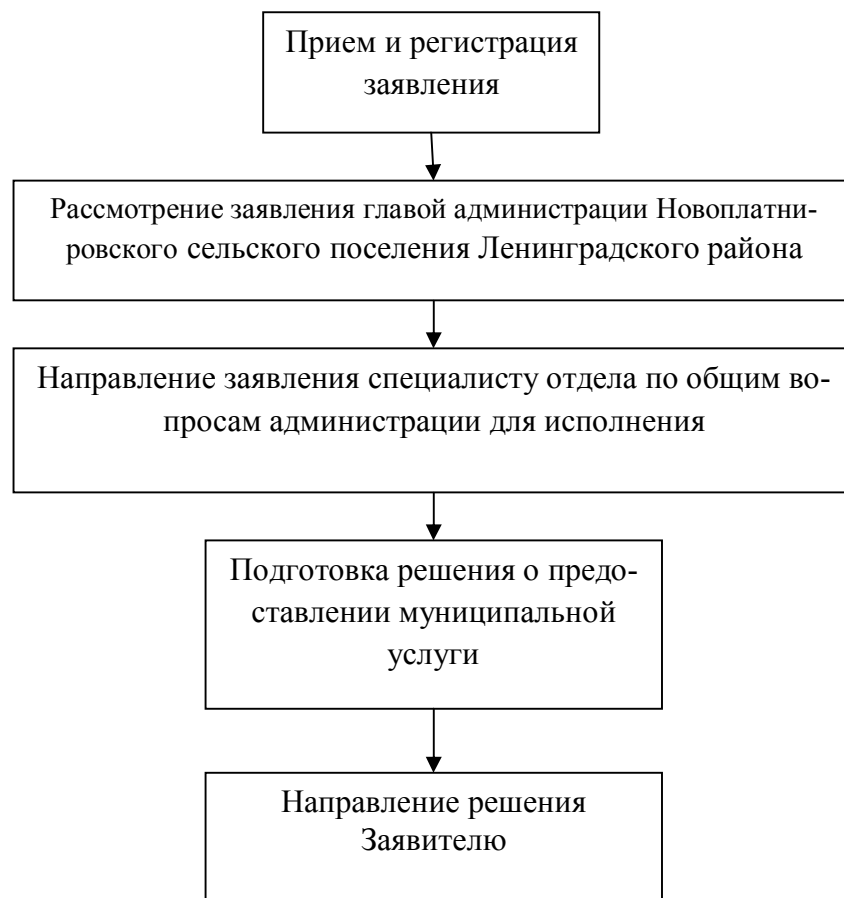 Прием и регистрация
заявления
Рассмотрение заявления главой администрации Новоплатни-
ровского сельского поселения Ленинградского района
Направление заявления специалисту отдела по общим во-
просам администрации для исполнения
Подготовка решения о предо-
ставлении муниципальной
услуги
Направление решения
Заявителю